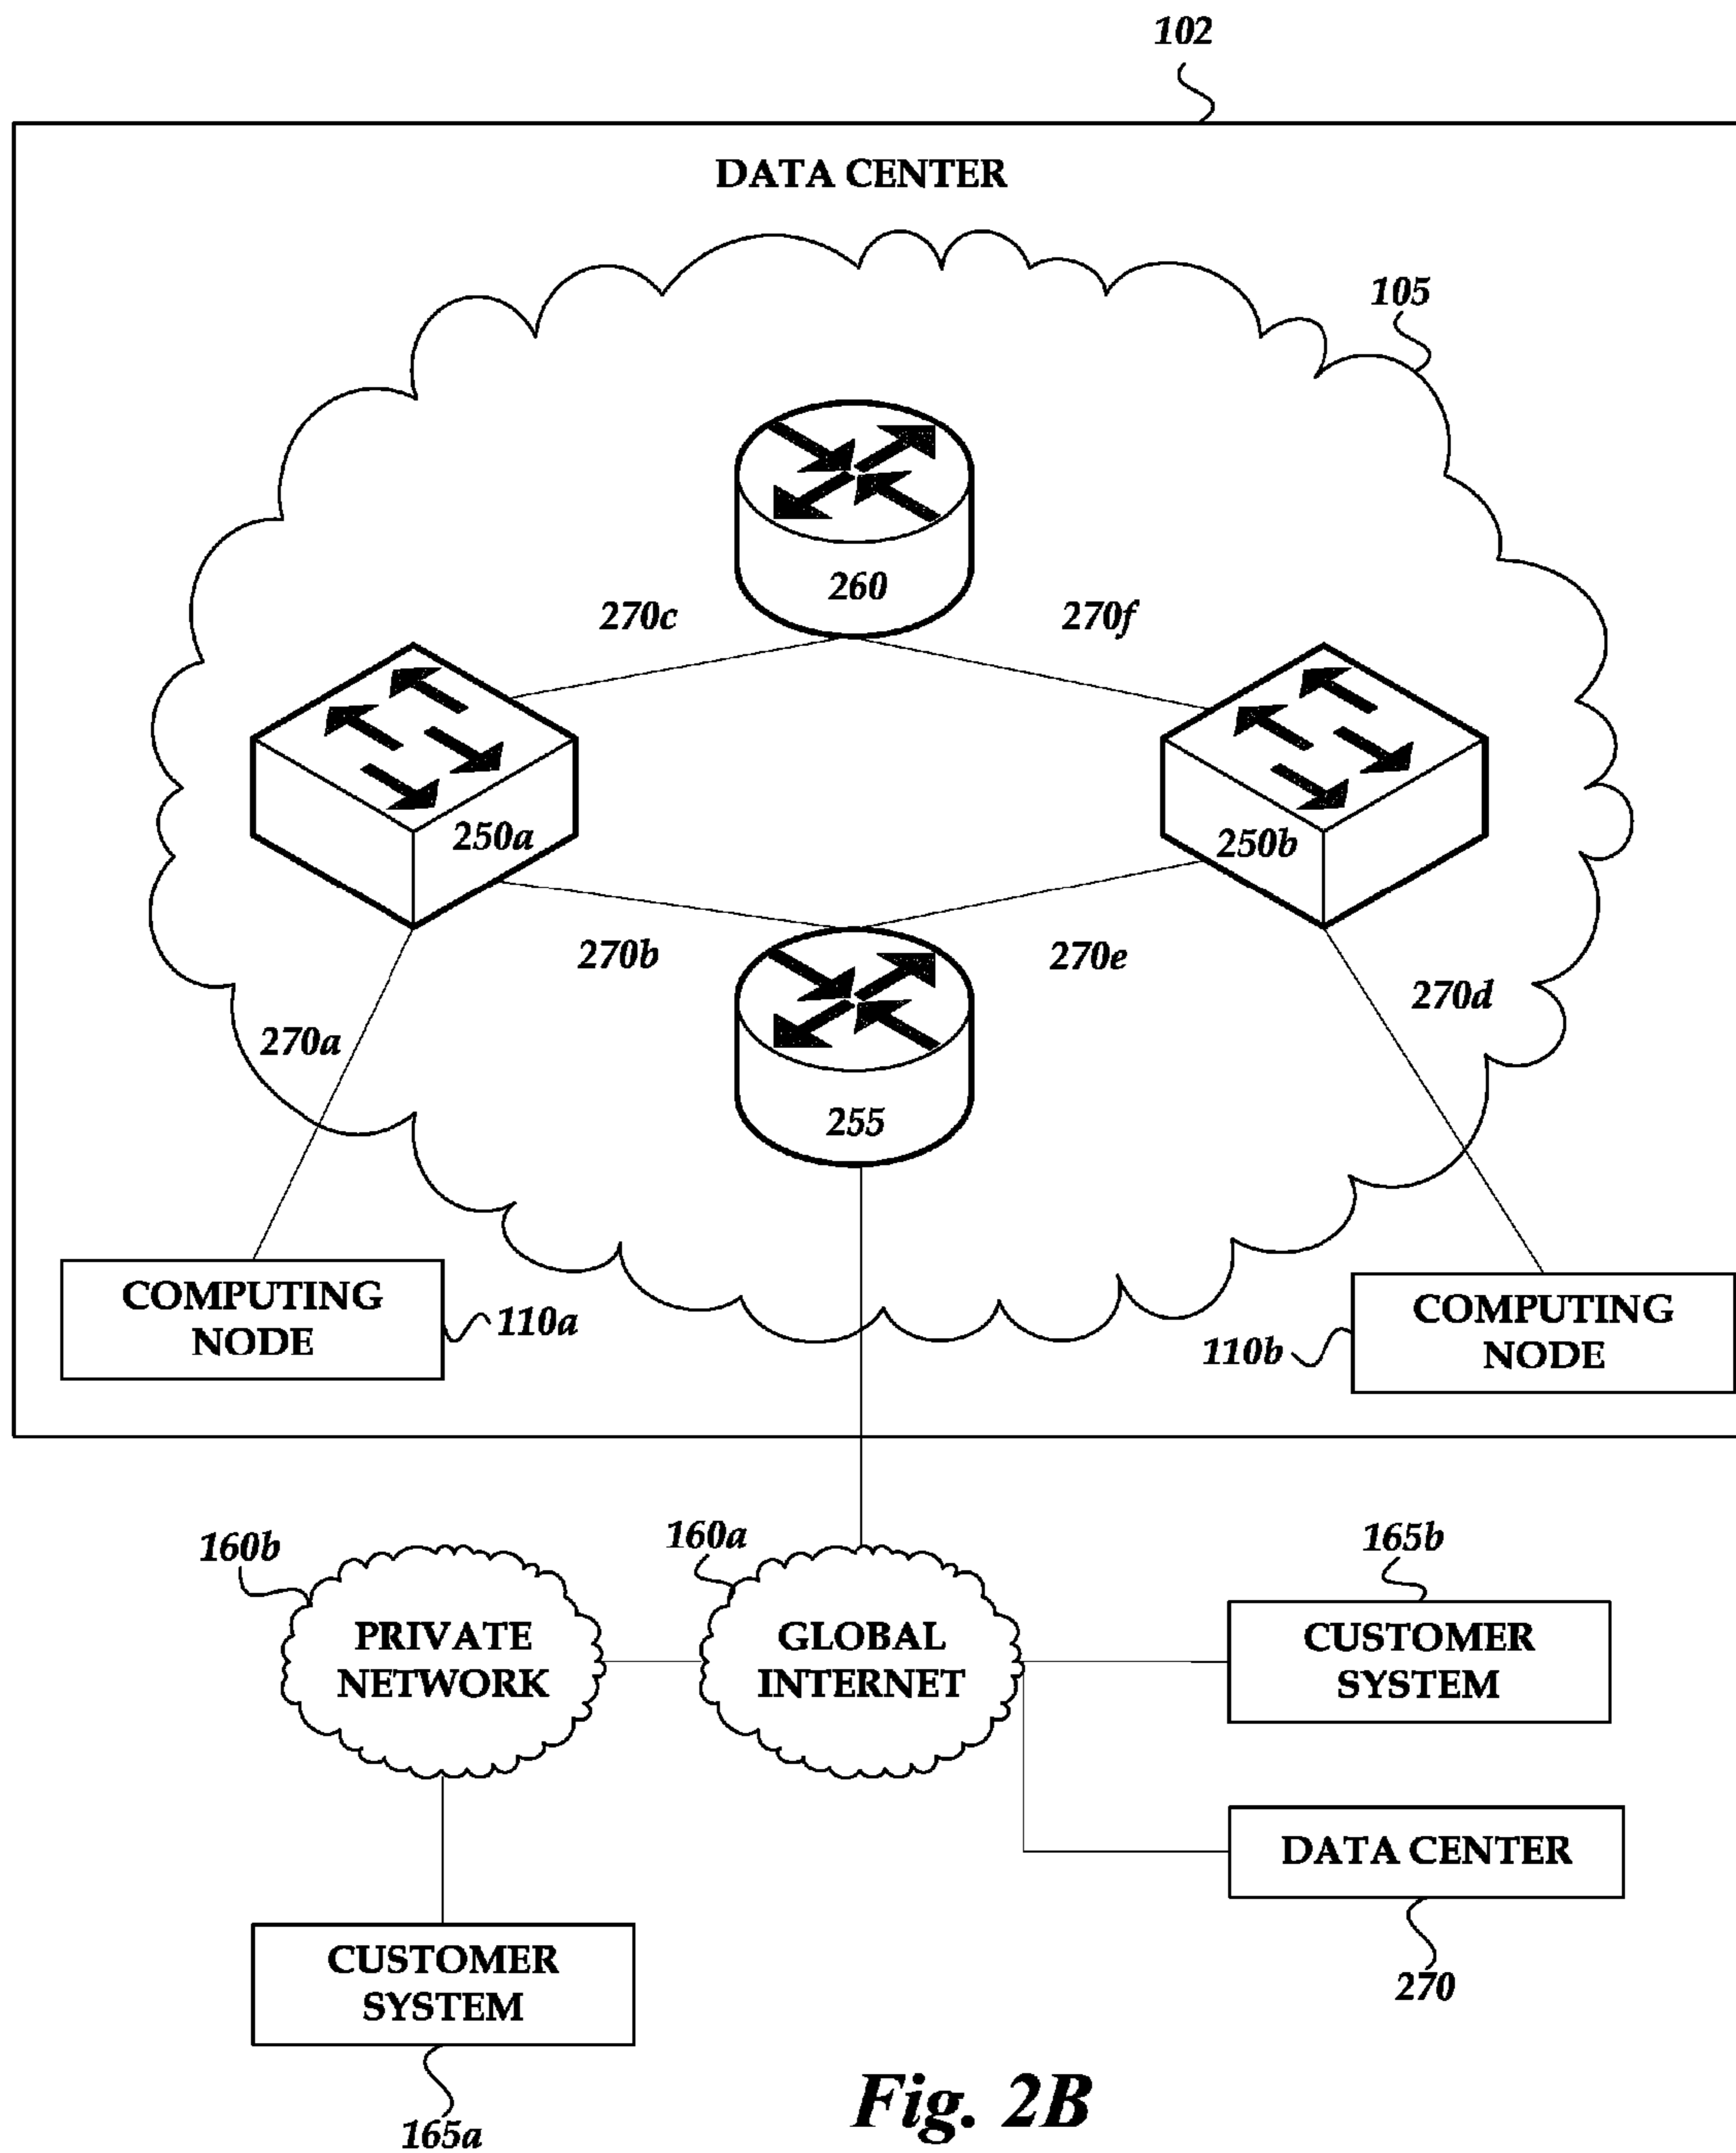 102
DATA CENTER
105
260
270c
270f
250a
250b
270b
270e
270d
270a
255
COMPUTING
NODE
110a
COMPUTING
NODE
110b
160b
160a
165b
PRIVATE
NETWORK
GLOBAL
INTERNET
CUSTOMER
SYSTEM
DATA CENTER
CUSTOMER
SYSTEM
270
165a
Fig. 2B